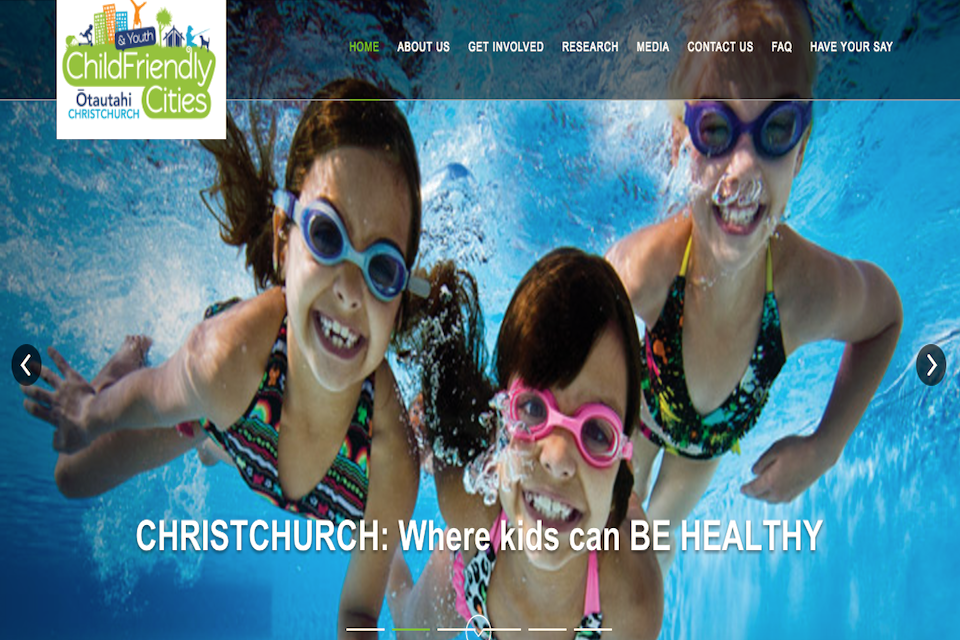 & Youth
ChildFriendly
Cities
Ōtautahi
CHRISTCHURCH
HOME ABOUT US GET INVOLVED RESEARCH MEDIA CONTACT US FAQ HAVE YOUR SAY
CHRISTCHURCH: Where kids can BE HEALTHY